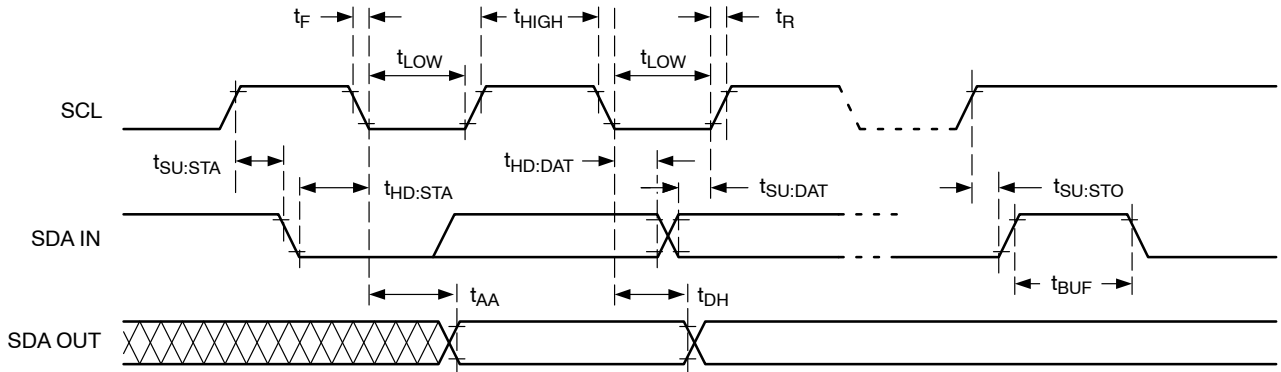 tF
tHIGH
tR
tLOW
tLOW
SCL
tSU:STA
tHD:STA
tHD:DAT
tSU:DAT
tSU:STO
SDA IN
tBUF
tAA
tDH
SDA OUT